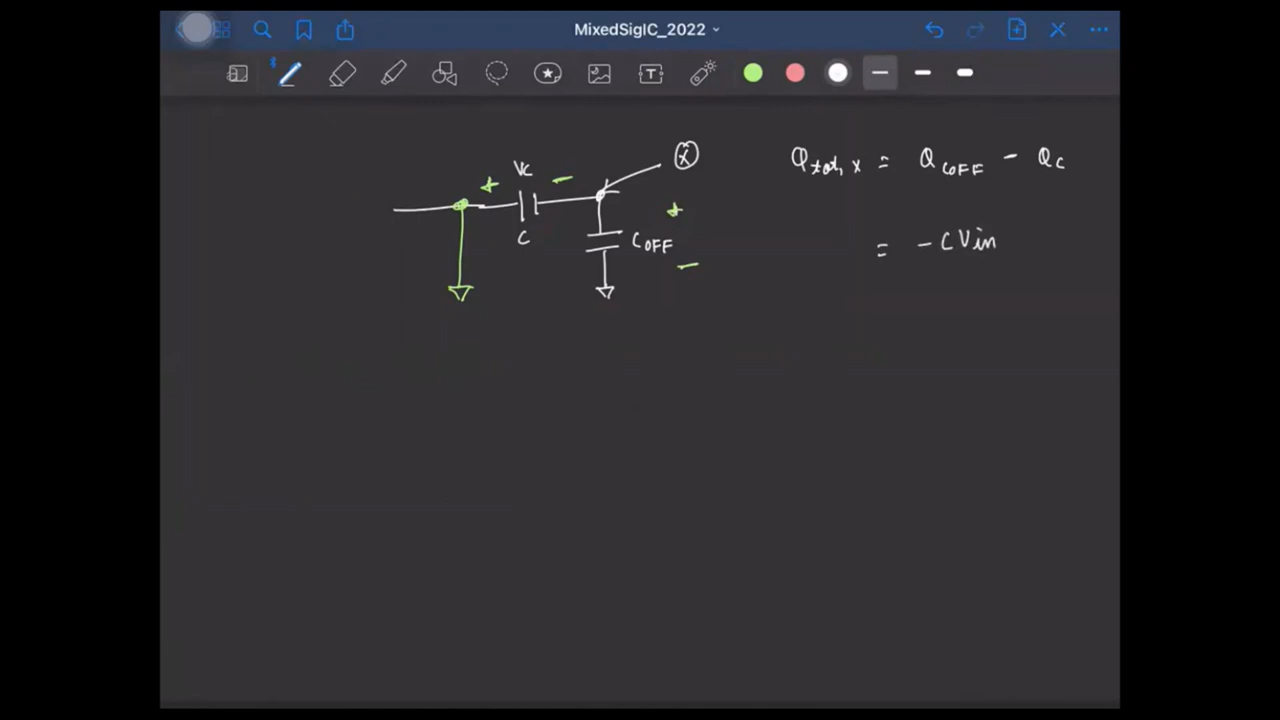 MixedSigIC_2022
T
Vc
+
-
X
C
+
COFF
-
Qtot, x = QCOFF - QC
= - CVin